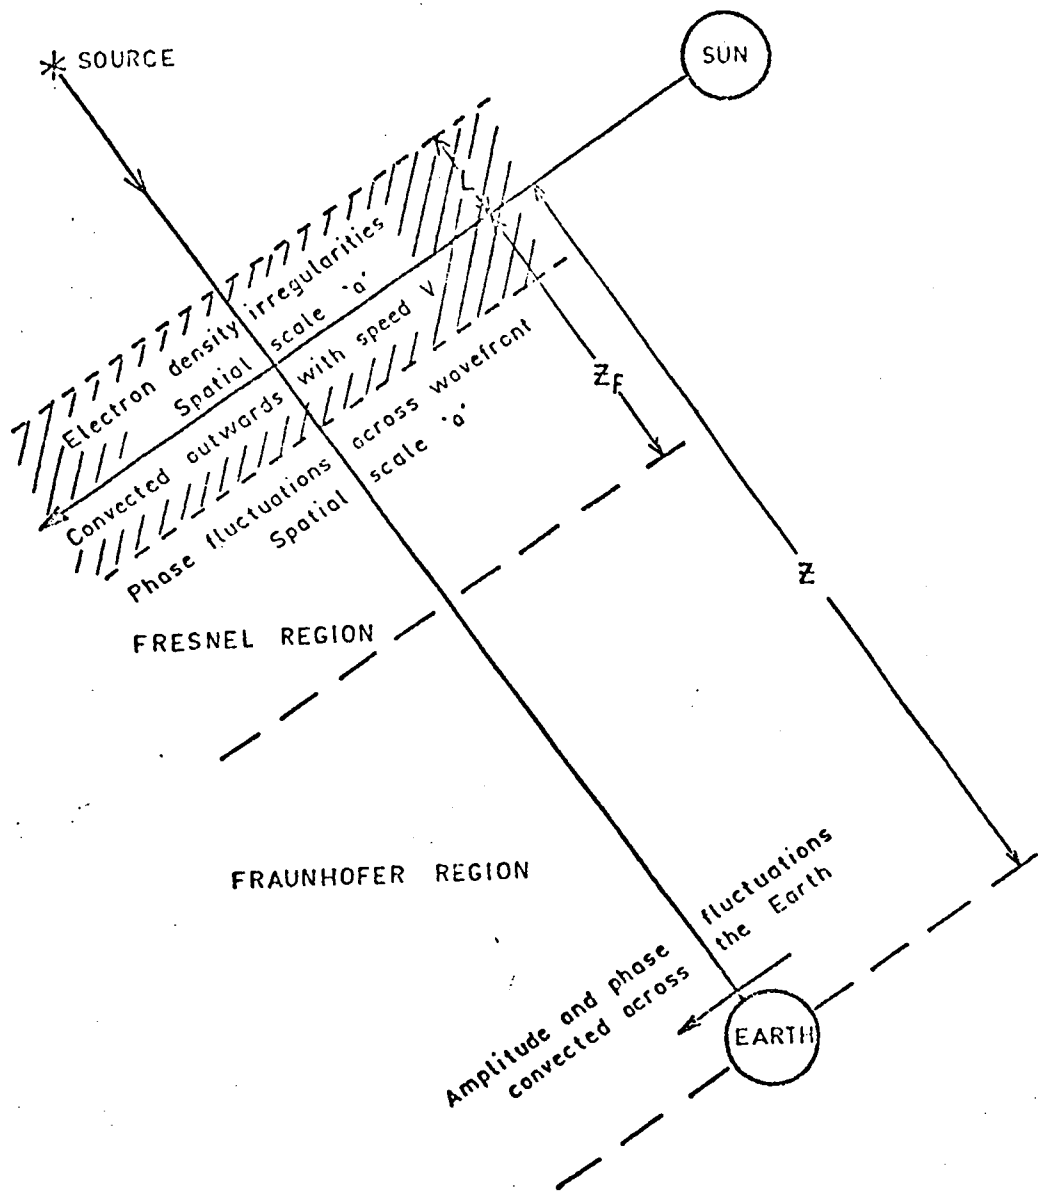 SOURCE
SUN
L
Electron density irregularities
Spatial scale 'a'
Convected outwards with speed V
Phase fluctuations across wavefront
Spatial scale 'a'
Z_F
Z
FRESNEL REGION
FRAUNHOFER REGION
Amplitude and phase fluctuations
convected across the Earth
EARTH